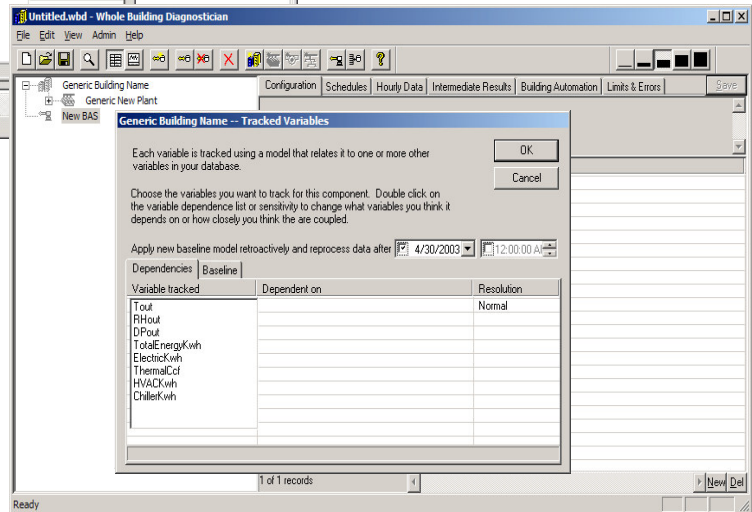 Untitled.wbd - Whole Building Diagnostician
File Edit View Admin Help
Generic Building Name
Generic New Plant
New BAS
Configuration Schedules Hourly Data Intermediate Results Building Automation Limits & Errors Save
Generic Building Name -- Tracked Variables
Each variable is tracked using a model that relates it to one or more other
variables in your database.
OK
Cancel
Choose the variables you want to track for this component. Double click on
the variable dependence list or sensitivity to change what variables you think it
depends on or how closely you think the are coupled.
Apply new baseline model retroactively and reprocess data after 4/30/2003 12:00:00 AM
Dependencies Baseline
Variable tracked Dependent on Resolution
Tout Normal
RHout
DPout
TotalEnergyKwh
ElectricKwh
ThermalCcf
HVACKwh
ChillerKwh
1 of 1 records
New Del
Ready